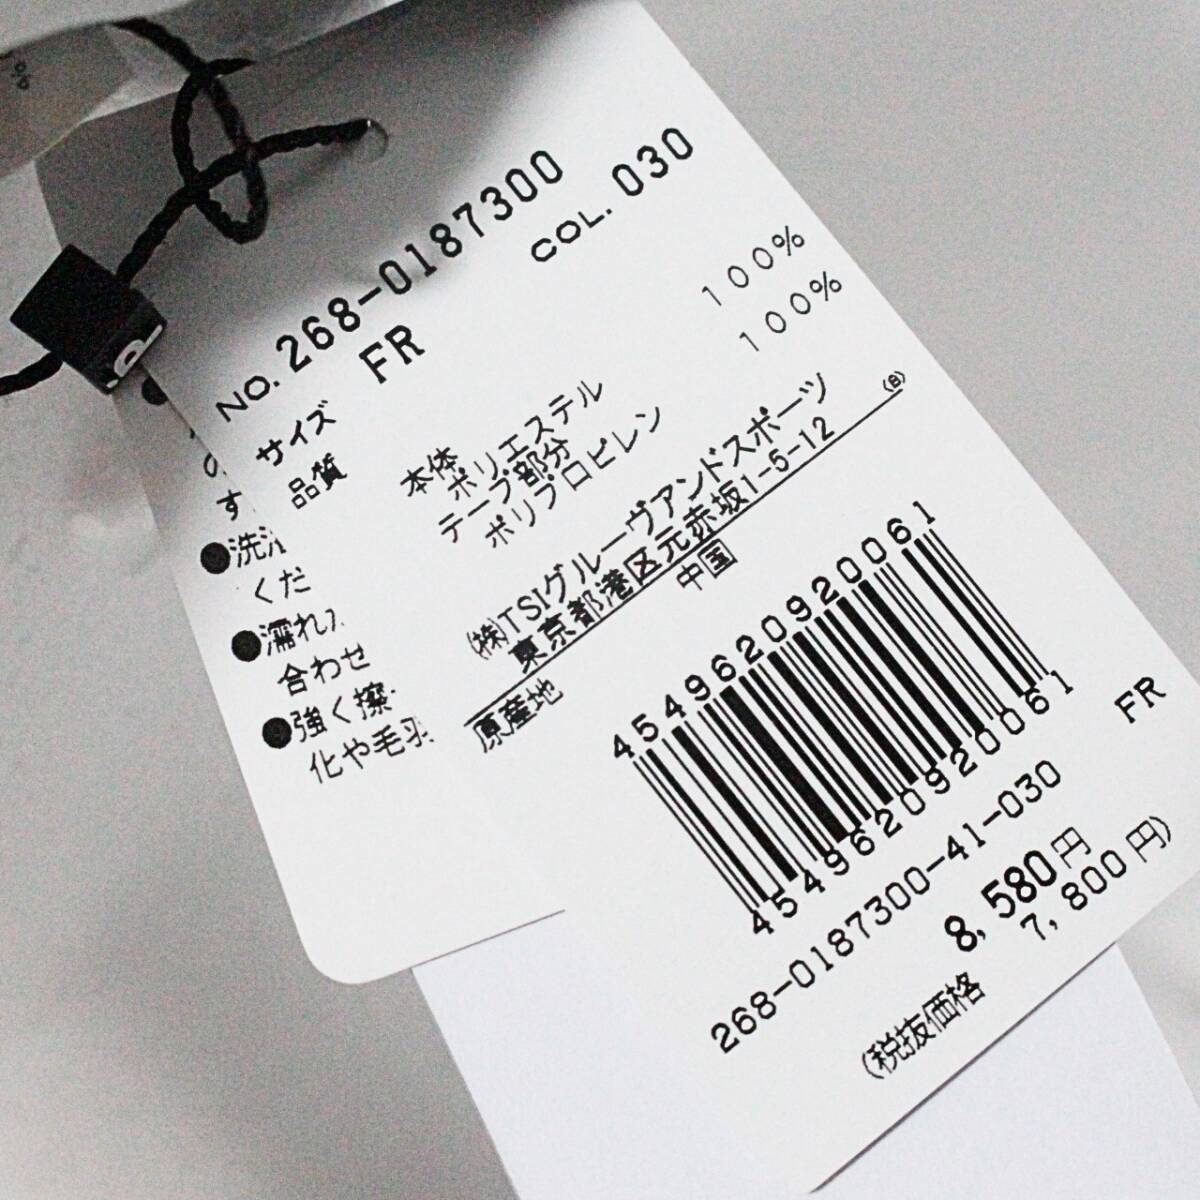 NO. 268-0187300
COL. 030
サイズ FR
品質 本体
ポリエステル 100%
テープ部分
ポリプロピレン 100%
(株)TSIグルーヴアンドスポーツ
東京都港区元赤坂1-5-12 (B)
原産地 中国
4549620920061
4549620920061
FR
268-0187300-41-030
8,580円
(税抜価格 7,800円)
の
す
●洗
くだ
●濡れ
合わせ
●強く擦
化や毛羽